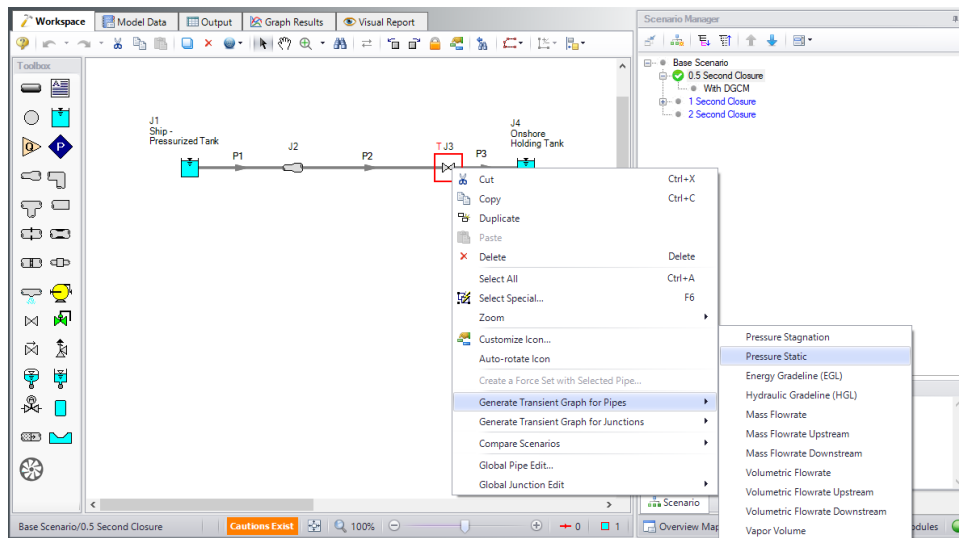 Workspace
Model Data
Output
Graph Results
Visual Report
Scenario Manager
Toolbox
Base Scenario
0.5 Second Closure
With DGCM
1 Second Closure
2 Second Closure
J1
Ship -
Pressurized Tank
P1
J2
P2
T J3
P3
J4
Onshore
Holding Tank
Cut Ctrl+X
Copy Ctrl+C
Duplicate
Paste
Delete Delete
Select All Ctrl+A
Select Special... F6
Zoom
Customize Icon...
Auto-rotate Icon
Create a Force Set with Selected Pipe...
Generate Transient Graph for Pipes
Generate Transient Graph for Junctions
Compare Scenarios
Global Pipe Edit...
Global Junction Edit
Pressure Stagnation
Pressure Static
Energy Gradeline (EGL)
Hydraulic Gradeline (HGL)
Mass Flowrate
Mass Flowrate Upstream
Mass Flowrate Downstream
Volumetric Flowrate
Volumetric Flowrate Upstream
Volumetric Flowrate Downstream
Vapor Volume
Scenario
Base Scenario/0.5 Second Closure
Cautions Exist
100%
0
1
Overview Map